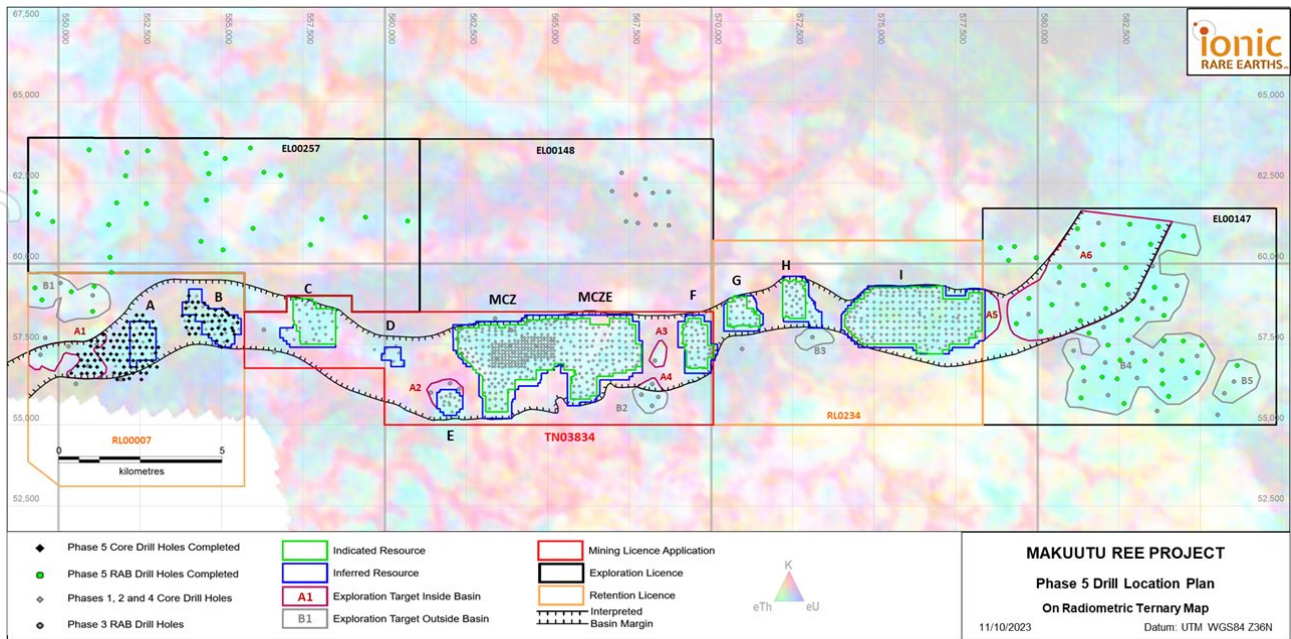 67,500
550,000
552,500
555,000
557,500
560,000
562,500
565,000
567,500
570,000
572,500
575,000
577,500
580,000
582,500
67,500
ionic
RARE EARTHS
65,000
65,000
EL00257
EL00148
62,500
62,500
EL00147
60,000
60,000
B1
A
B
C
D
MCZ
MCZE
F
G
H
I
A6
A1
A3
A5
57,500
57,500
B3
B4
A2
A4
B5
B2
55,000
55,000
E
TN03834
RL0234
RL00007
0
5
kilometres
52,500
52,500
Phase 5 Core Drill Holes Completed
Phase 5 RAB Drill Holes Completed
Phases 1, 2 and 4 Core Drill Holes
Phase 3 RAB Drill Holes
Indicated Resource
Inferred Resource
A1 Exploration Target Inside Basin
B1 Exploration Target Outside Basin
Mining Licence Application
Exploration Licence
Retention Licence
Interpreted
Basin Margin
K
eTh
eU
MAKUUTU REE PROJECT
Phase 5 Drill Location Plan
On Radiometric Ternary Map
11/10/2023 Datum: UTM WGS84 Z36N